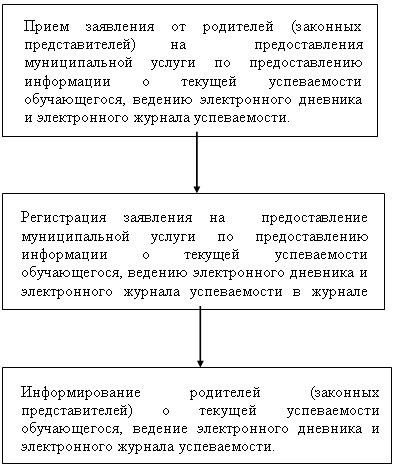 Прием заявления от родителей (законных
представителей) на предоставления
муниципальной услуги по предоставлению
информации о текущей успеваемости
обучающегося, ведению электронного дневника
и электронного журнала успеваемости.
Регистрация заявления на предоставление
муниципальной услуги по предоставлению
информации о текущей успеваемости
обучающегося, ведению электронного дневника и
электронного журнала успеваемости в журнале
Информирование родителей (законных
представителей) о текущей успеваемости
обучающегося, ведение электронного дневника и
электронного журнала успеваемости.